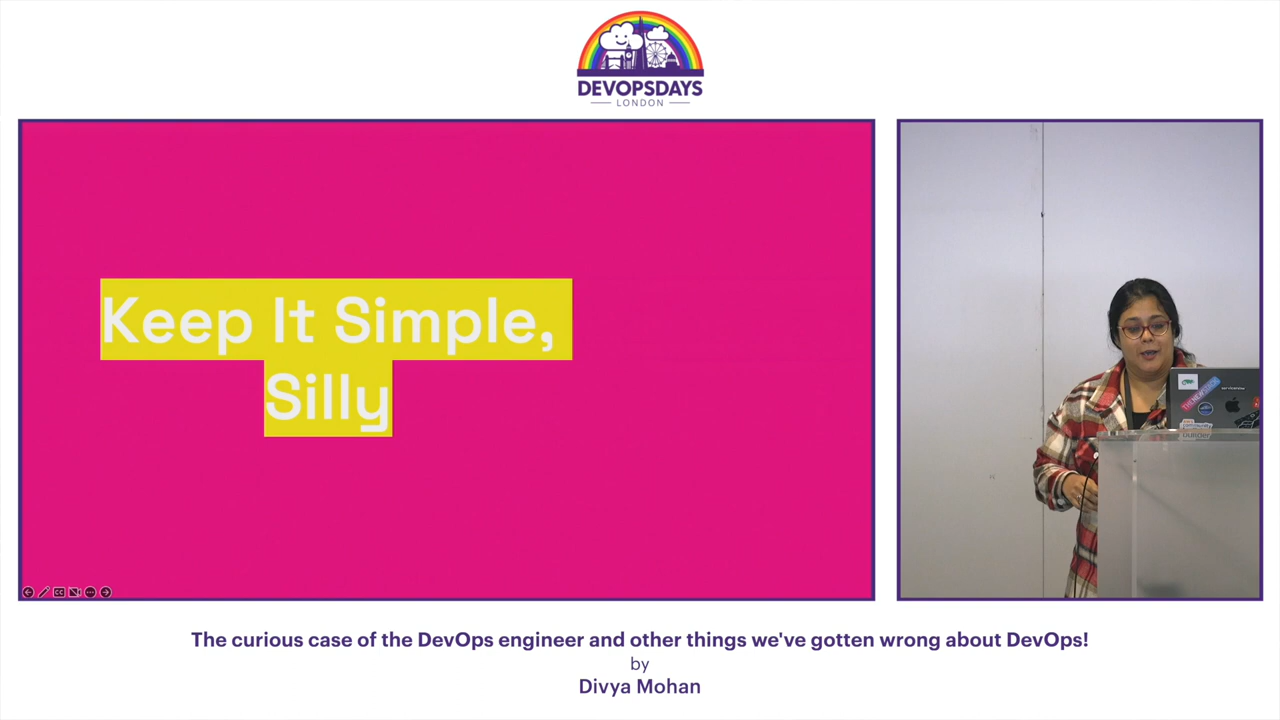 DEVOPSDAYS
LONDON
Keep It Simple,
Silly
The curious case of the DevOps engineer and other things we've gotten wrong about DevOps!
by
Divya Mohan